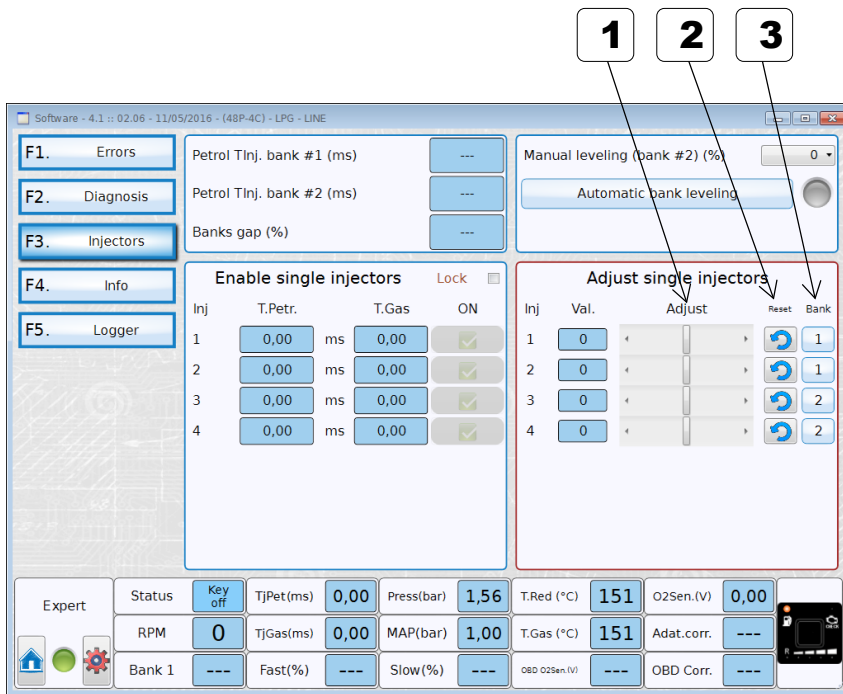 1 2 3
Software - 4.1 :: 02.06 - 11/05/2016 - (48P-4C) - LPG - LINE
F1. Errors
F2. Diagnosis
F3. Injectors
F4. Info
F5. Logger
Petrol TInj. bank #1 (ms) ---
Petrol TInj. bank #2 (ms) ---
Banks gap (%) ---
Manual leveling (bank #2) (%) 0
Automatic bank leveling
Enable single injectors Lock
Inj T.Petr. T.Gas ON
1 0,00 ms 0,00
2 0,00 ms 0,00
3 0,00 ms 0,00
4 0,00 ms 0,00
Adjust single injectors
Inj Val. Adjust Reset Bank
1 0 1
2 0 1
3 0 2
4 0 2
Expert
Status Key off TjPet(ms) 0,00 Press(bar) 1,56 T.Red (°C) 151 O2Sen.(V) 0,00
RPM 0 TjGas(ms) 0,00 MAP(bar) 1,00 T.Gas (°C) 151 Adat.corr. ---
Bank 1 --- Fast(%) --- Slow(%) --- OBD O2Sen.(V) --- OBD Corr. ---
R